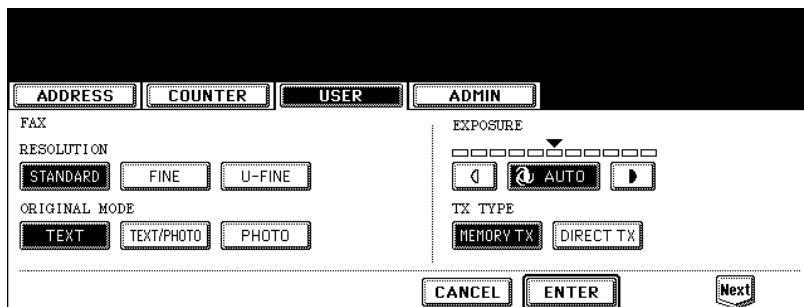 ADDRESS COUNTER USER ADMIN
FAX
RESOLUTION
STANDARD FINE U-FINE
ORIGINAL MODE
TEXT TEXT/PHOTO PHOTO
EXPOSURE
AUTO
TX TYPE
MEMORY TX DIRECT TX
CANCEL ENTER Next